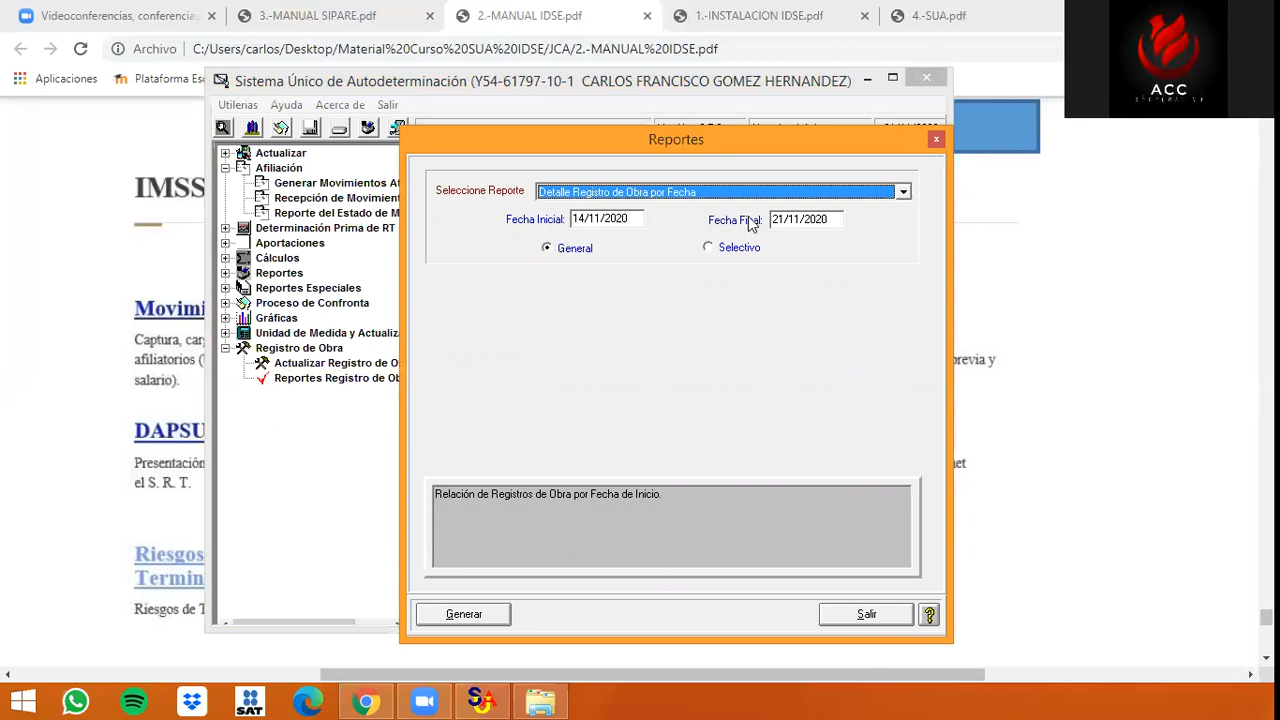 Videoconferencias, conferencia
3.-MANUAL SIPARE.pdf
2.-MANUAL IDSE.pdf
1.-INSTALACION IDSE.pdf
4.-SUA.pdf
Archivo
C:/Users/carlos/Desktop/Material%20Curso%20SUA%20IDSE/JCA/2.-MANUAL%20IDSE.pdf
Aplicaciones
Plataforma Es
ACC
Sistema Único de Autodeterminación (Y54-61797-10-1 CARLOS FRANCISCO GOMEZ HERNANDEZ)
Utilerias Ayuda Acerca de Salir
Actualizar
Afiliación
Generar Movimientos Af
Recepción de Movimient
Reporte del Estado de M
Determinación Prima de RT
Aportaciones
Cálculos
Reportes
Reportes Especiales
Proceso de Confronta
Gráficas
Unidad de Medida y Actualiza
Registro de Obra
Actualizar Registro de O
Reportes Registro de Ob
Reportes
Seleccione Reporte
Detalle Registro de Obra por Fecha
Fecha Inicial: 14/11/2020
Fecha Final: 21/11/2020
General
Selectivo
Relación de Registros de Obra por Fecha de Inicio.
Generar
Salir
?
IMSS
Movimi
Captura, car
afiliatorios (
previa y
salario).
DAPSU
Presentació
net
el S. R. T.
Riesgos
Termin
Riesgos de T
SAT